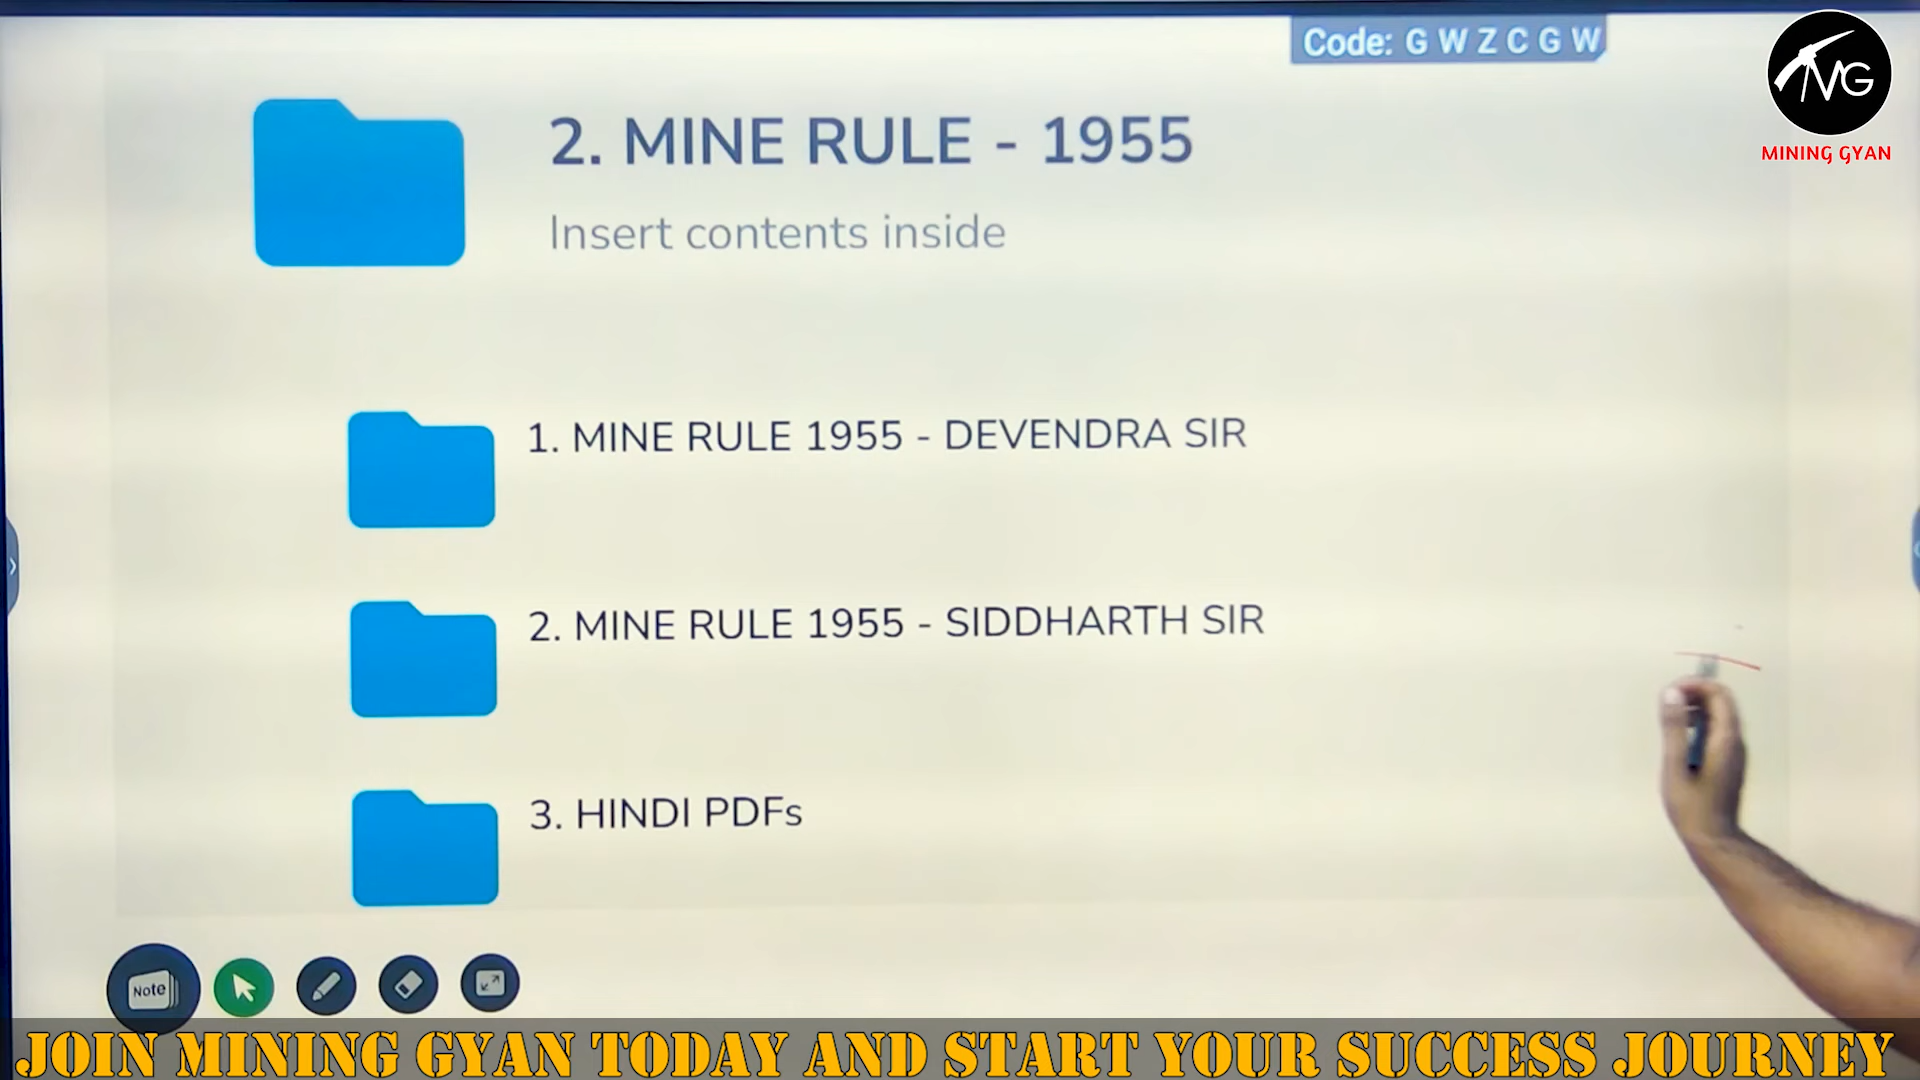 Code: G W Z C G W
MG
MINING GYAN
2. MINE RULE - 1955
Insert contents inside
1. MINE RULE 1955 - DEVENDRA SIR
2. MINE RULE 1955 - SIDDHARTH SIR
3. HINDI PDFs
Note
JOIN MINING GYAN TODAY AND START YOUR SUCCESS JOURNEY